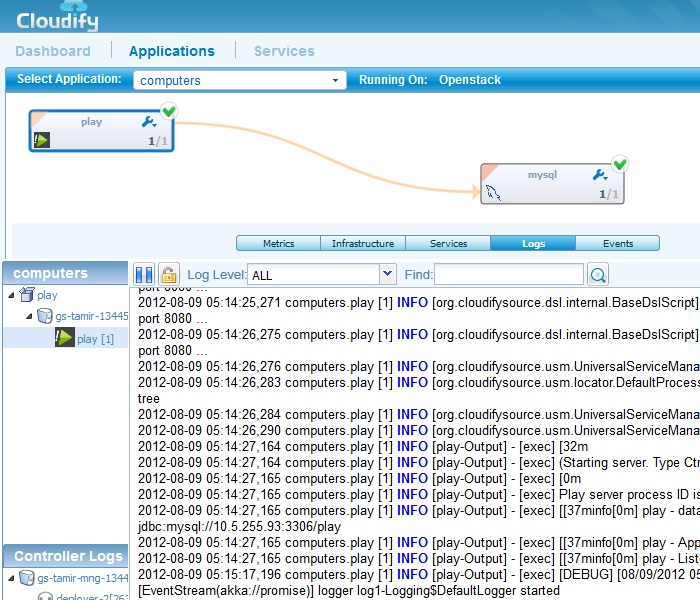 Cloudify
Dashboard Applications Services
Select Application: computers Running On: Openstack
play
1/1
mysql
1/1
Metrics Infrastructure Services Logs Events
computers
Log Level: ALL Find:
play
gs-tamir-13445
play [1]
port 8080 ...
2012-08-09 05:14:25,271 computers.play [1] INFO [org.cloudifysource.dsl.internal.BaseDslScript]
port 8080 ...
2012-08-09 05:14:26,275 computers.play [1] INFO [org.cloudifysource.dsl.internal.BaseDslScript]
port 8080 ...
2012-08-09 05:14:26,276 computers.play [1] INFO [org.cloudifysource.usm.UniversalServiceMana
2012-08-09 05:14:26,283 computers.play [1] INFO [org.cloudifysource.usm.locator.DefaultProces
tree
2012-08-09 05:14:26,284 computers.play [1] INFO [org.cloudifysource.usm.UniversalServiceMana
2012-08-09 05:14:26,290 computers.play [1] INFO [org.cloudifysource.usm.UniversalServiceMana
2012-08-09 05:14:27,164 computers.play [1] INFO [play-Output] - [exec] [32m
2012-08-09 05:14:27,164 computers.play [1] INFO [play-Output] - [exec] (Starting server. Type Ctr
2012-08-09 05:14:27,165 computers.play [1] INFO [play-Output] - [exec] [0m
2012-08-09 05:14:27,165 computers.play [1] INFO [play-Output] - [exec] Play server process ID is
2012-08-09 05:14:27,165 computers.play [1] INFO [play-Output] - [exec] [[37minfo[0m] play - data
jdbc:mysql://10.5.255.93:3306/play
2012-08-09 05:14:27,165 computers.play [1] INFO [play-Output] - [exec] [[37minfo[0m] play - App
2012-08-09 05:14:27,165 computers.play [1] INFO [play-Output] - [exec] [[37minfo[0m] play - List
2012-08-09 05:15:17,196 computers.play [1] INFO [play-Output] - [exec] [DEBUG] [08/09/2012 05
[EventStream(akka://promise)] logger log1-Logging$DefaultLogger started
Controller Logs
gs-tamir-mng-1344